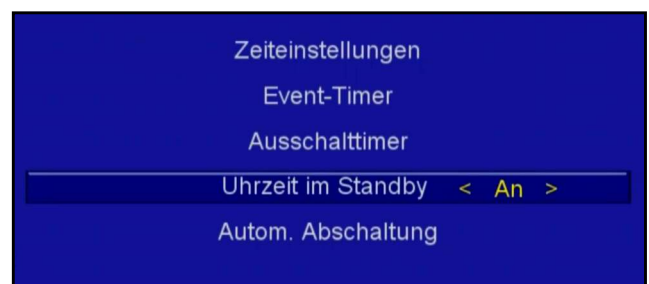 Zeiteinstellungen
Event-Timer
Ausschalttimer
Uhrzeit im Standby < An >
Autom. Abschaltung